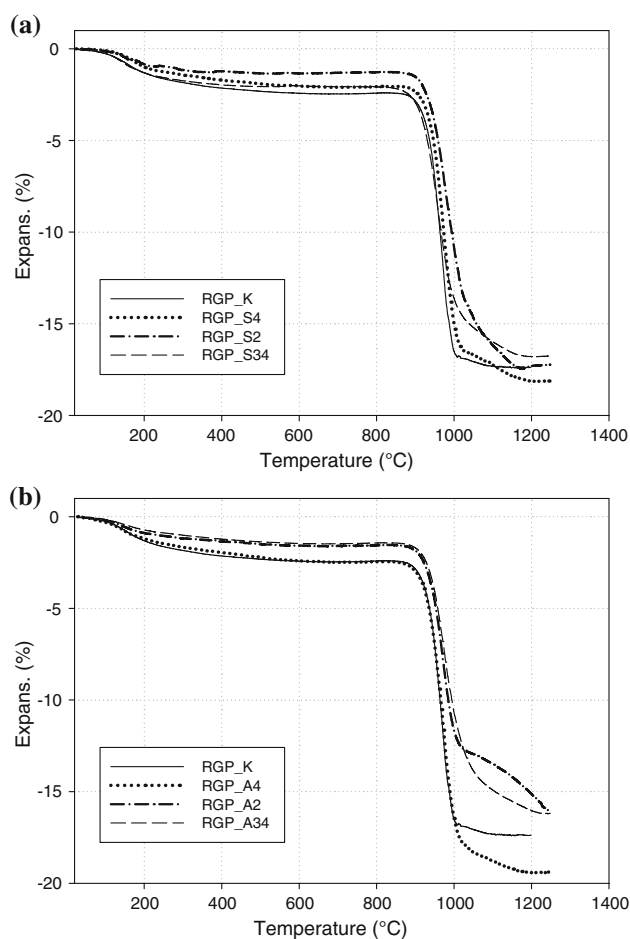 (a)
0
-5
-10
-15
-20
Expans. (%)
RGP_K
RGP_S4
RGP_S2
RGP_S34
200 400 600 800 1000 1200 1400
Temperature (°C)
(b)
0
-5
-10
-15
-20
Expans. (%)
RGP_K
RGP_A4
RGP_A2
RGP_A34
200 400 600 800 1000 1200 1400
Temperature (°C)